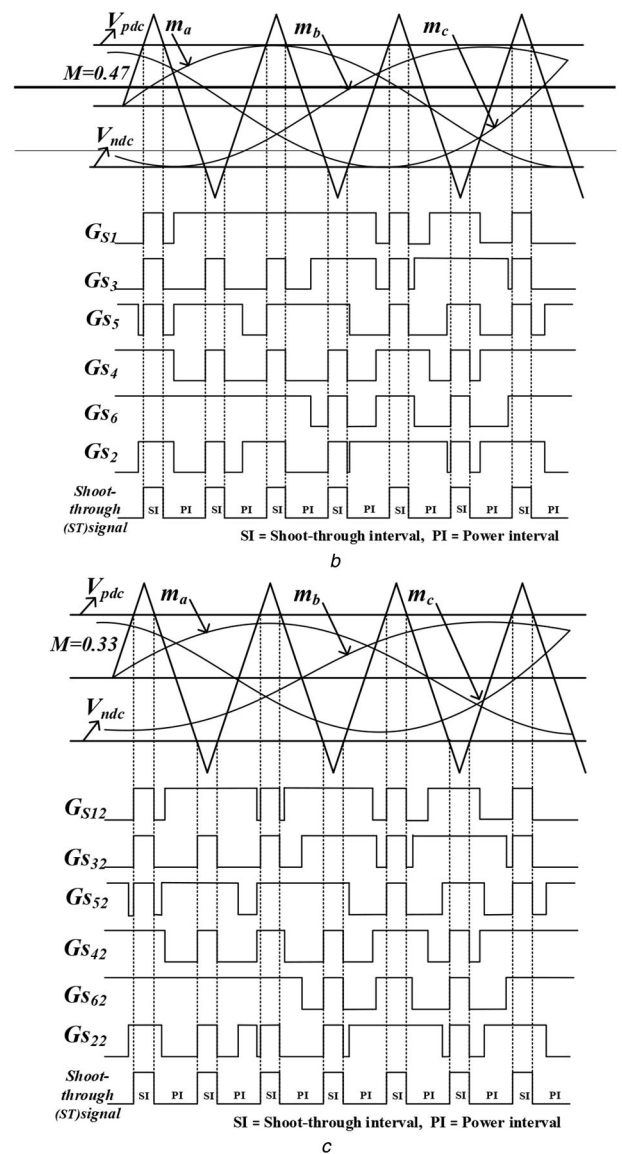 V_pdc m_a m_b m_c
M=0.47
V_ndc
G_S1
Gs_3
Gs_5
Gs_4
Gs_6
Gs_2
Shoot-
through
(ST)signal
SI PI SI PI SI PI SI PI SI PI SI PI SI PI
SI = Shoot-through interval, PI = Power interval
b
V_pdc m_a m_b m_c
M=0.33
V_ndc
G_S12
Gs_32
Gs_52
Gs_42
Gs_62
Gs_22
Shoot-
through
(ST)signal
SI PI SI PI SI PI SI PI SI PI SI PI SI PI
SI = Shoot-through interval, PI = Power interval
c